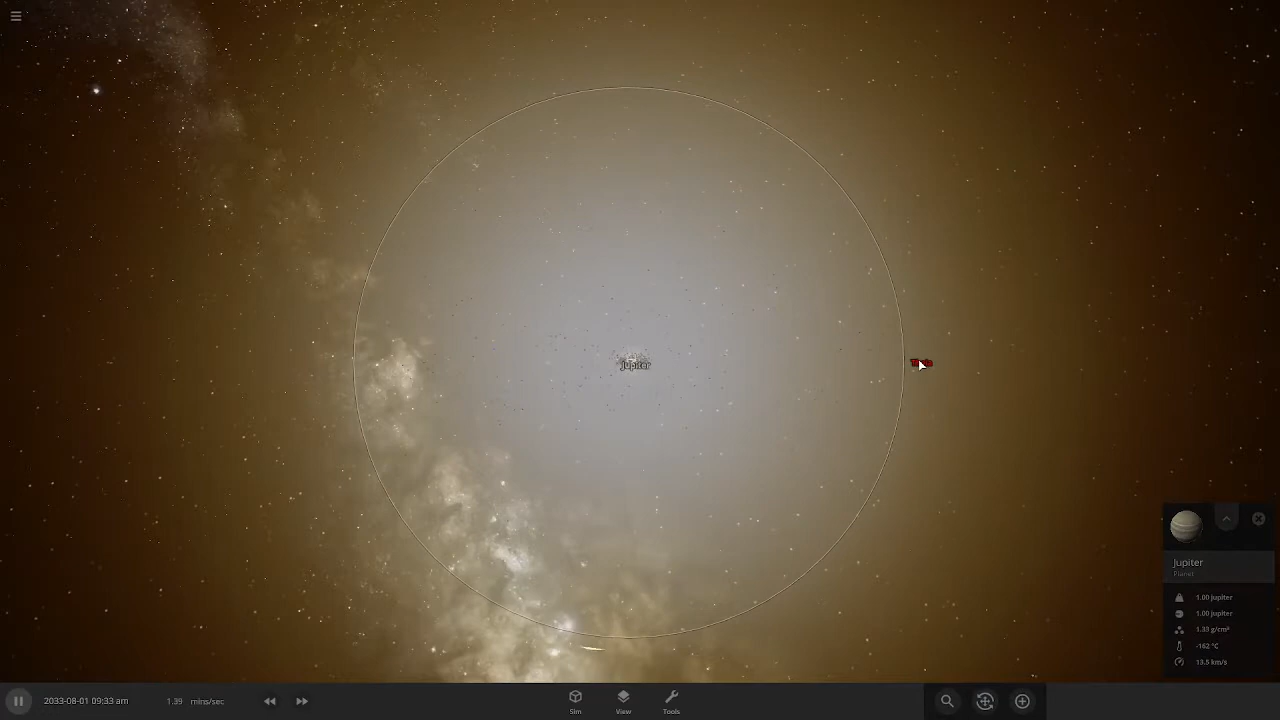 Jupiter
Jupiter
Planet
1.00 jupiter
1.00 jupiter
1.33 g/cm³
-162 °C
13.5 km/s
2033-08-01 09:33 am
1.39 mins/sec
Sim
View
Tools